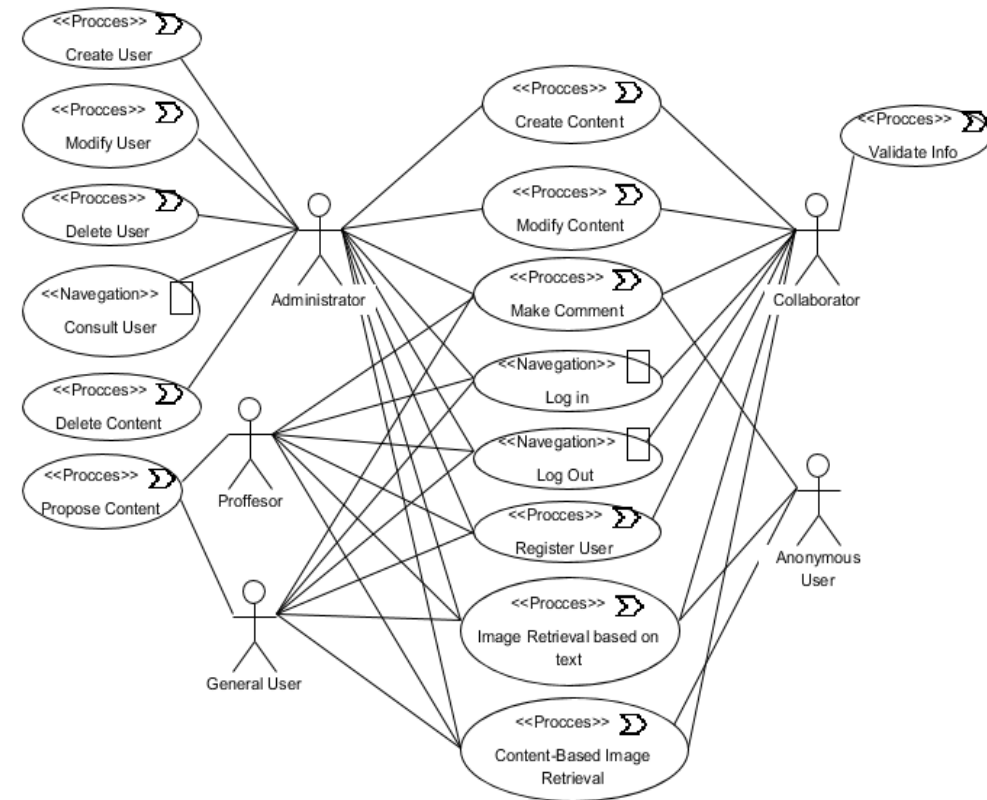 <<Procces>>
Create User
<<Procces>>
Modify User
<<Procces>>
Delete User
<<Navegation>>
Consult User
<<Procces>>
Delete Content
<<Procces>>
Propose Content
Administrator
Proffesor
General User
<<Procces>>
Create Content
<<Procces>>
Modify Content
<<Procces>>
Make Comment
<<Navegation>>
Log in
<<Navegation>>
Log Out
<<Procces>>
Register User
<<Procces>>
Image Retrieval based on
text
<<Procces>>
Content-Based Image
Retrieval
<<Procces>>
Validate Info
Collaborator
Anonymous
User